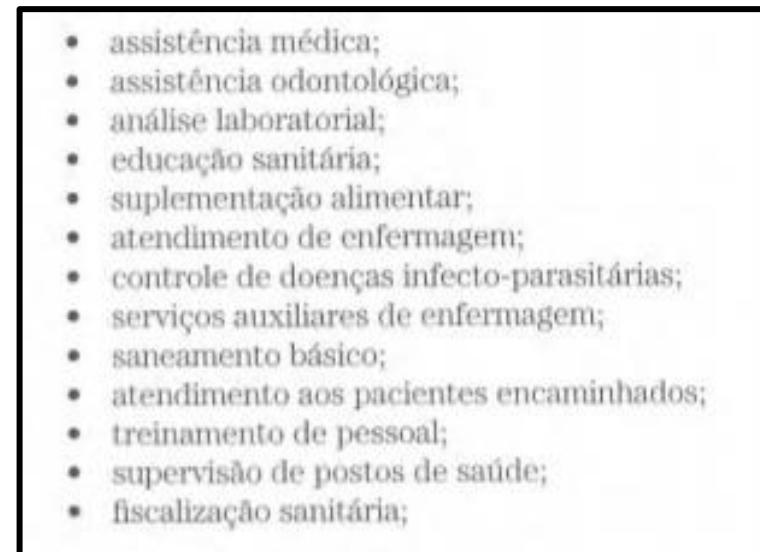 • assistência médica;
• assistência odontológica;
• análise laboratorial;
• educação sanitária;
• suplementação alimentar;
• atendimento de enfermagem;
• controle de doenças infecto-parasitárias;
• serviços auxiliares de enfermagem;
• saneamento básico;
• atendimento aos pacientes encaminhados;
• treinamento de pessoal;
• supervisão de postos de saúde;
• fiscalização sanitária;